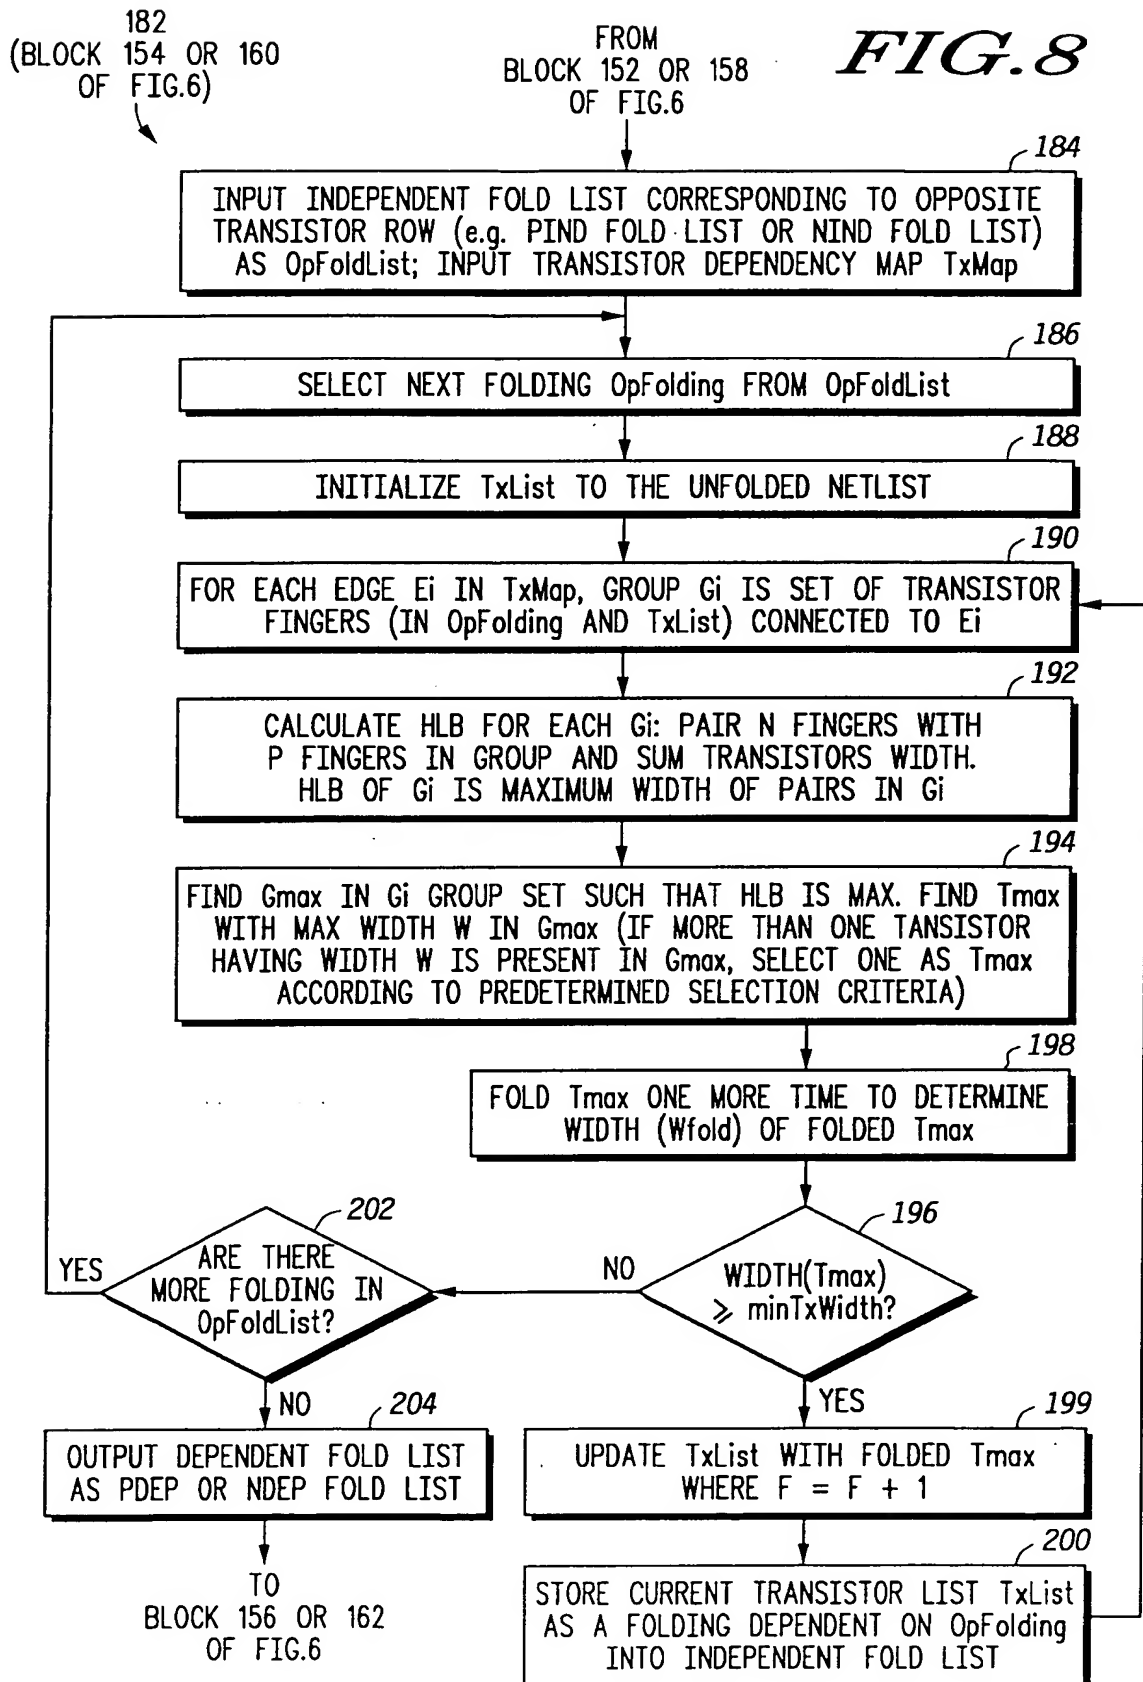 182
(BLOCK 154 OR 160
OF FIG.6)
FROM
BLOCK 152 OR 158
OF FIG.6
FIG.8
184
INPUT INDEPENDENT FOLD LIST CORRESPONDING TO OPPOSITE
TRANSISTOR ROW (e.g. PIND FOLD LIST OR NIND FOLD LIST)
AS OpFoldList; INPUT TRANSISTOR DEPENDENCY MAP TxMap
186
SELECT NEXT FOLDING OpFolding FROM OpFoldList
188
INITIALIZE TxList TO THE UNFOLDED NETLIST
190
FOR EACH EDGE Ei IN TxMap, GROUP Gi IS SET OF TRANSISTOR
FINGERS (IN OpFolding AND TxList) CONNECTED TO Ei
192
CALCULATE HLB FOR EACH Gi: PAIR N FINGERS WITH
P FINGERS IN GROUP AND SUM TRANSISTORS WIDTH.
HLB OF Gi IS MAXIMUM WIDTH OF PAIRS IN Gi
194
FIND Gmax IN Gi GROUP SET SUCH THAT HLB IS MAX. FIND Tmax
WITH MAX WIDTH W IN Gmax (IF MORE THAN ONE TANSISTOR
HAVING WIDTH W IS PRESENT IN Gmax, SELECT ONE AS Tmax
ACCORDING TO PREDETERMINED SELECTION CRITERIA)
198
FOLD Tmax ONE MORE TIME TO DETERMINE
WIDTH (Wfold) OF FOLDED Tmax
196
WIDTH(Tmax)
⩾ minTxWidth?
NO
YES
202
ARE THERE
MORE FOLDING IN
OpFoldList?
YES
NO
204
OUTPUT DEPENDENT FOLD LIST
AS PDEP OR NDEP FOLD LIST
TO
BLOCK 156 OR 162
OF FIG.6
199
UPDATE TxList WITH FOLDED Tmax
WHERE F = F + 1
200
STORE CURRENT TRANSISTOR LIST TxList
AS A FOLDING DEPENDENT ON OpFolding
INTO INDEPENDENT FOLD LIST